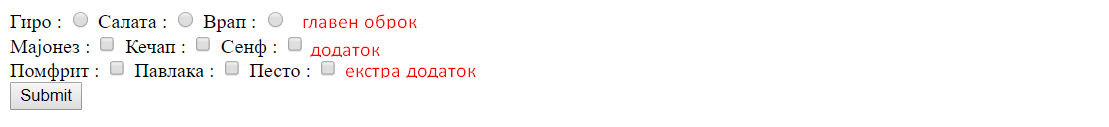 Гиро : Салата : Врап : главен оброк
Мајонез : Кечап : Сенф : додаток
Помфрит : Павлака : Песто : екстра додаток
Submit